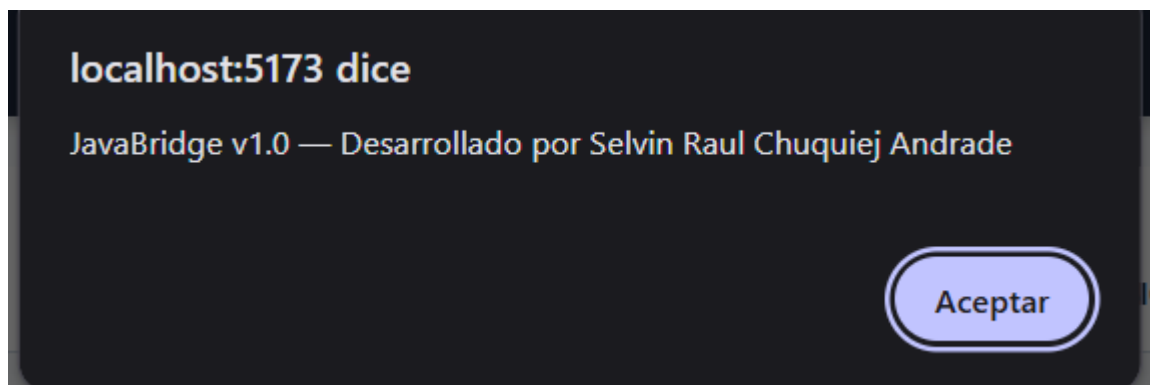 localhost:5173 dice
JavaBridge v1.0 — Desarrollado por Selvin Raul Chuquiej Andrade
Aceptar